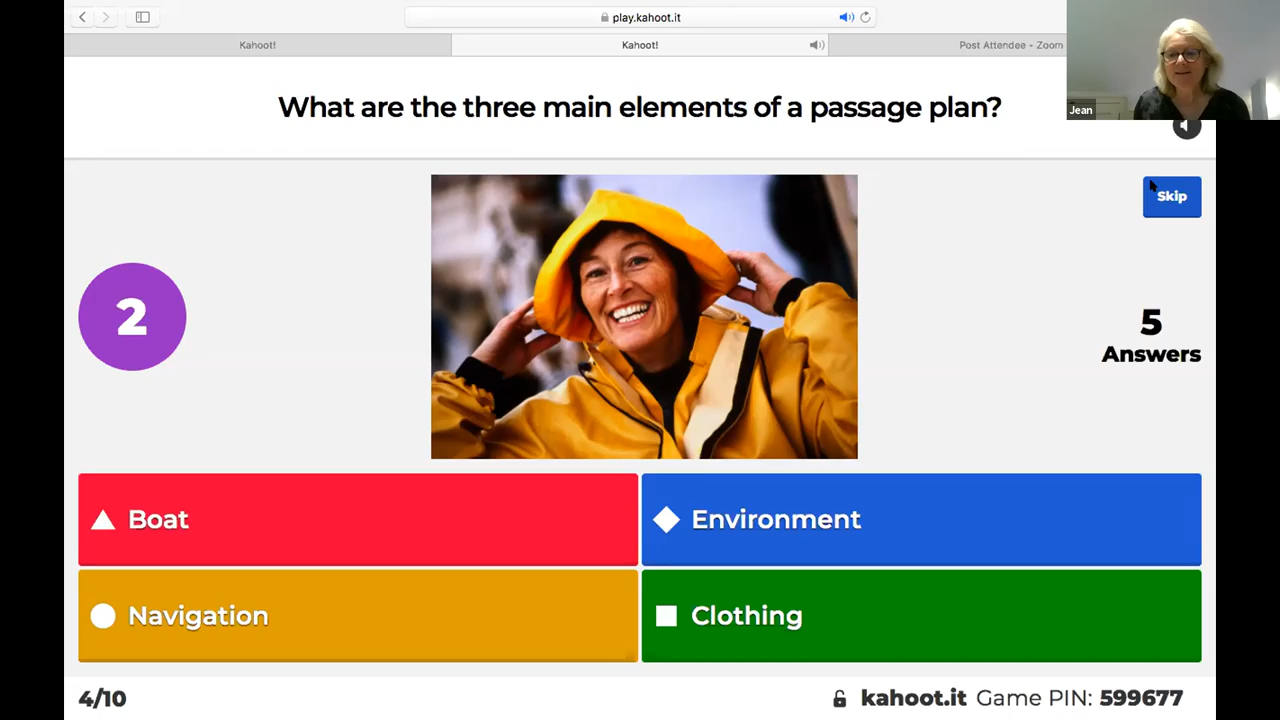 play.kahoot.it
Kahoot!
Kahoot!
Post Attendee - Zoom
Jean
What are the three main elements of a passage plan?
Skip
2
5
Answers
Boat
Environment
Navigation
Clothing
4/10
kahoot.it Game PIN: 599677